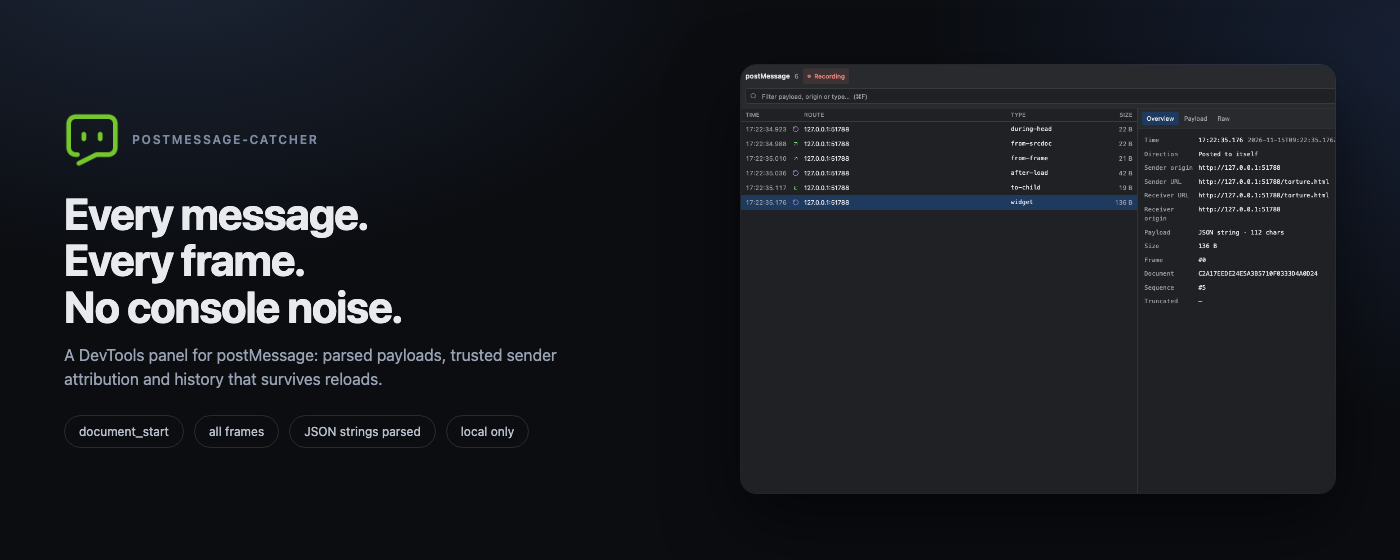 POSTMESSAGE-CATCHER
Every message.
Every frame.
No console noise.
A DevTools panel for postMessage: parsed payloads, trusted sender
attribution and history that survives reloads.
document_start all frames JSON strings parsed local only
postMessage 6 Recording
Filter payload, origin or type… (⌘F)
TIME ROUTE TYPE SIZE
17:22:34.923 127.0.0.1:51788 during-head 22 B
17:22:34.988 127.0.0.1:51788 from-srcdoc 22 B
17:22:35.010 127.0.0.1:51788 from-frame 21 B
17:22:35.036 127.0.0.1:51788 after-load 42 B
17:22:35.117 127.0.0.1:51788 to-child 19 B
17:22:35.176 127.0.0.1:51788 widget 136 B
Overview Payload Raw
Time 17:22:35.176 2026-11-15T09:22:35.176
Direction Posted to itself
Sender origin http://127.0.0.1:51788
Sender URL http://127.0.0.1:51788/torture.html
Receiver URL http://127.0.0.1:51788/torture.html
Receiver origin http://127.0.0.1:51788
Payload JSON string · 112 chars
Size 136 B
Frame #0
Document C2A17EEDE24E5A3B5710F0333D4A0D24
Sequence #5
Truncated —